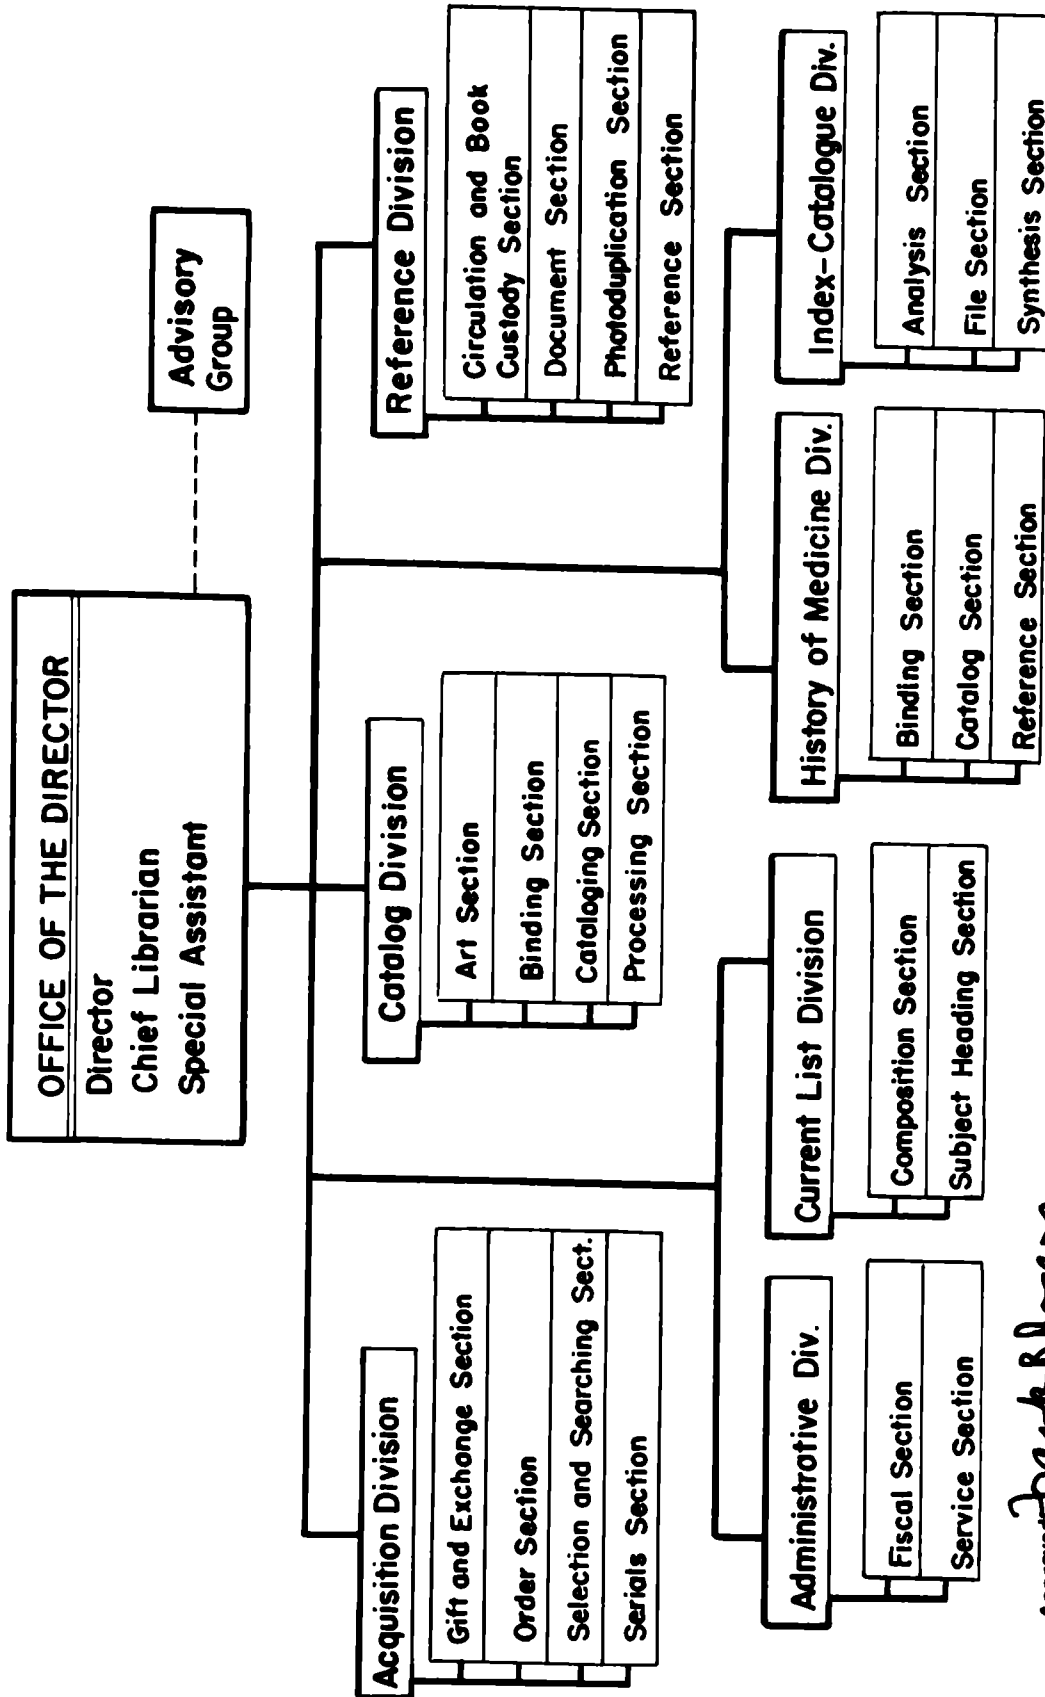 OFFICE OF THE DIRECTOR
Director
Chief Librarian
Special Assistant
Advisory
Group
Acquisition Division
Gift and Exchange Section
Order Section
Selection and Searching Sect.
Serials Section
Catalog Division
Art Section
Binding Section
Cataloging Section
Processing Section
Reference Division
Circulation and Book
Custody Section
Document Section
Photoduplication Section
Reference Section
Administrative Div.
Fiscal Section
Service Section
Current List Division
Composition Section
Subject Heading Section
History of Medicine Div.
Binding Section
Catalog Section
Reference Section
Index-Catalogue Div.
Analysis Section
File Section
Synthesis Section